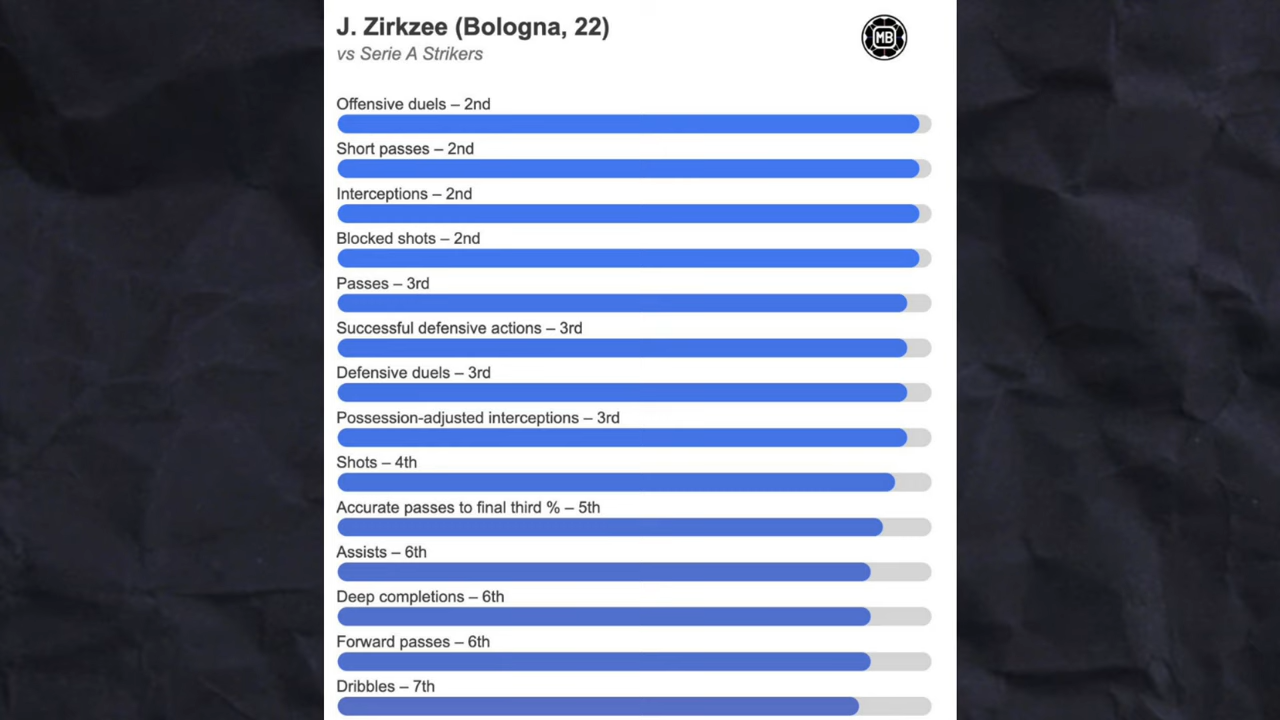 J. Zirkzee (Bologna, 22)
vs Serie A Strikers
MB
Offensive duels – 2nd
Short passes – 2nd
Interceptions – 2nd
Blocked shots – 2nd
Passes – 3rd
Successful defensive actions – 3rd
Defensive duels – 3rd
Possession-adjusted interceptions – 3rd
Shots – 4th
Accurate passes to final third % – 5th
Assists – 6th
Deep completions – 6th
Forward passes – 6th
Dribbles – 7th